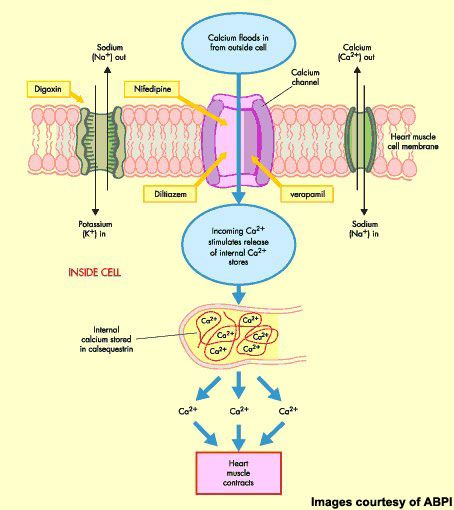 Calcium floods in
from outside cell
Sodium
(Na+) out
Calcium
(Ca2+) out
Digoxin
Nifedipine
Calcium
channel
Heart muscle
cell membrane
Diltiazem
verapamil
Potassium
(K+) in
Sodium
(Na+) in
Incoming Ca2+
stimulates release
of internal Ca2+
stores
INSIDE CELL
Internal
calcium stored
in calsequestrin
Ca2+
Ca2+
Ca2+
Ca2+
Ca2+
Ca2+
Ca2+
Ca2+
Ca2+
Heart
muscle
contracts
Images courtesy of ABPI